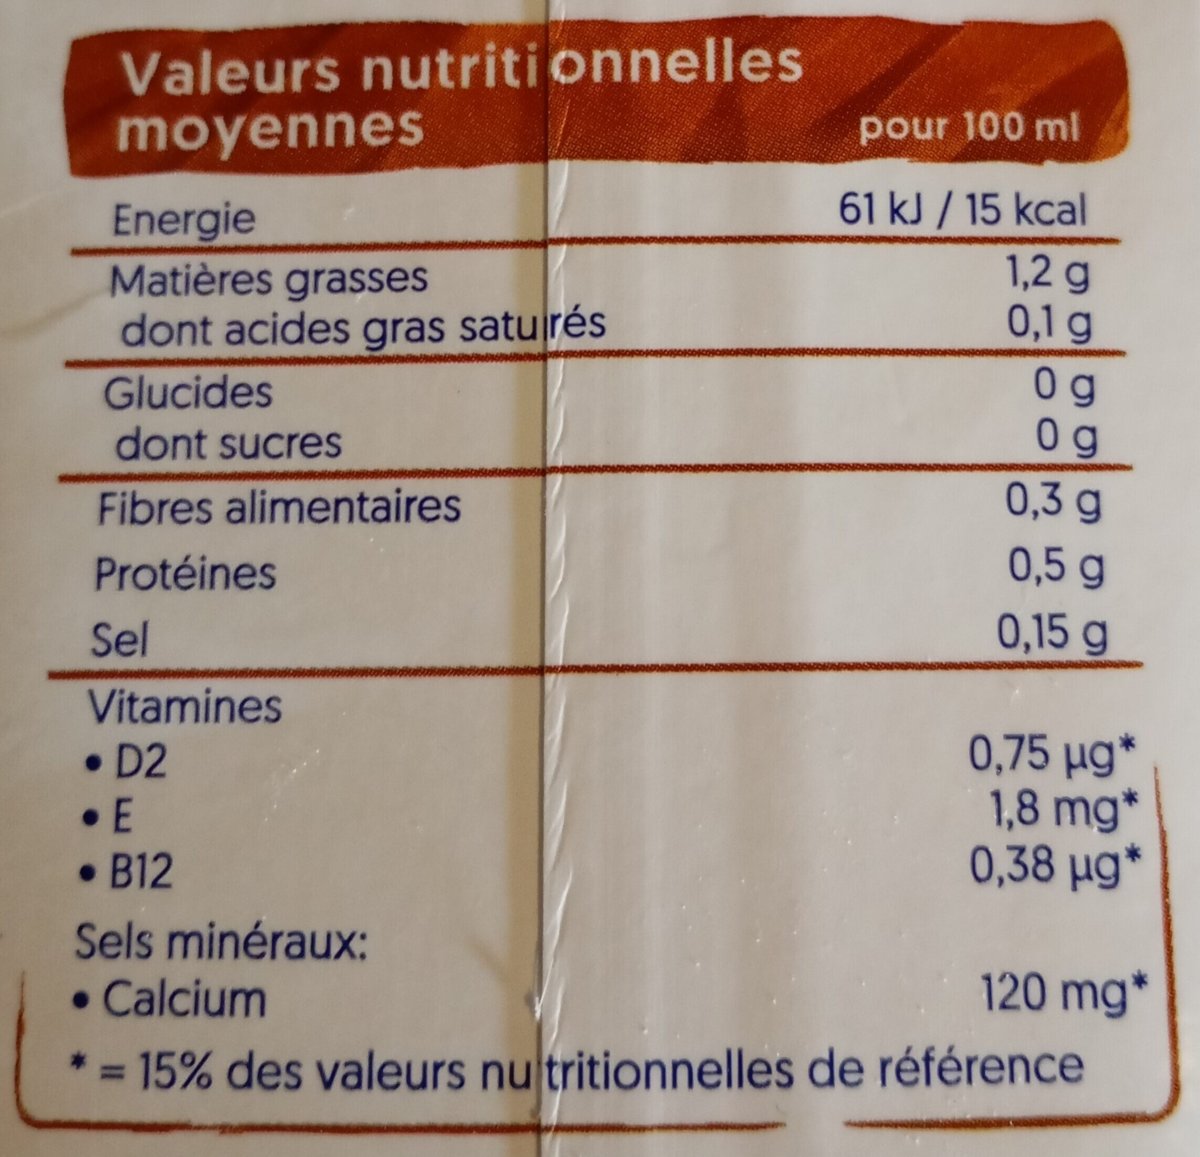 Valeurs nutritionnelles
moyennes
pour 100 ml
Energie 61 kJ / 15 kcal
Matières grasses 1,2 g
dont acides gras saturés 0,1 g
Glucides 0 g
dont sucres 0 g
Fibres alimentaires 0,3 g
Protéines 0,5 g
Sel 0,15 g
Vitamines
• D2 0,75 µg*
• E 1,8 mg*
• B12 0,38 µg*
Sels minéraux:
• Calcium 120 mg*
* = 15% des valeurs nutritionnelles de référence